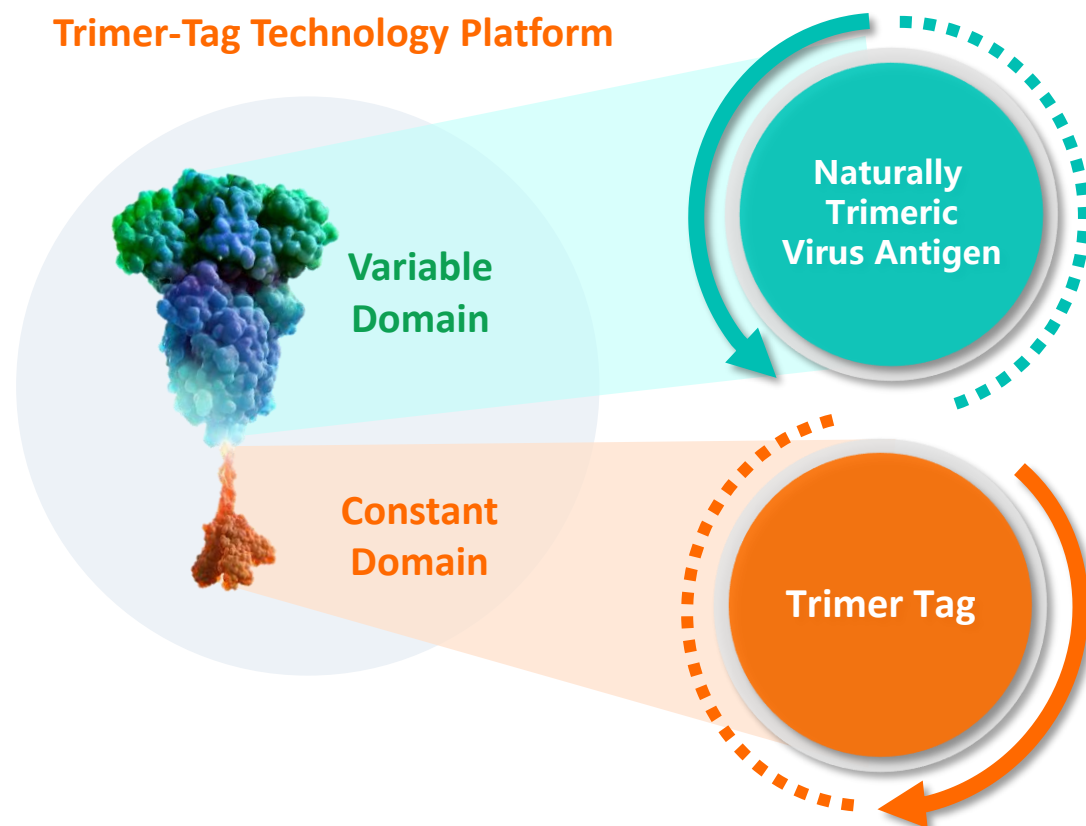 Trimer-Tag Technology Platform
Naturally
Trimeric
Virus Antigen
Variable
Domain
Constant
Domain
Trimer Tag